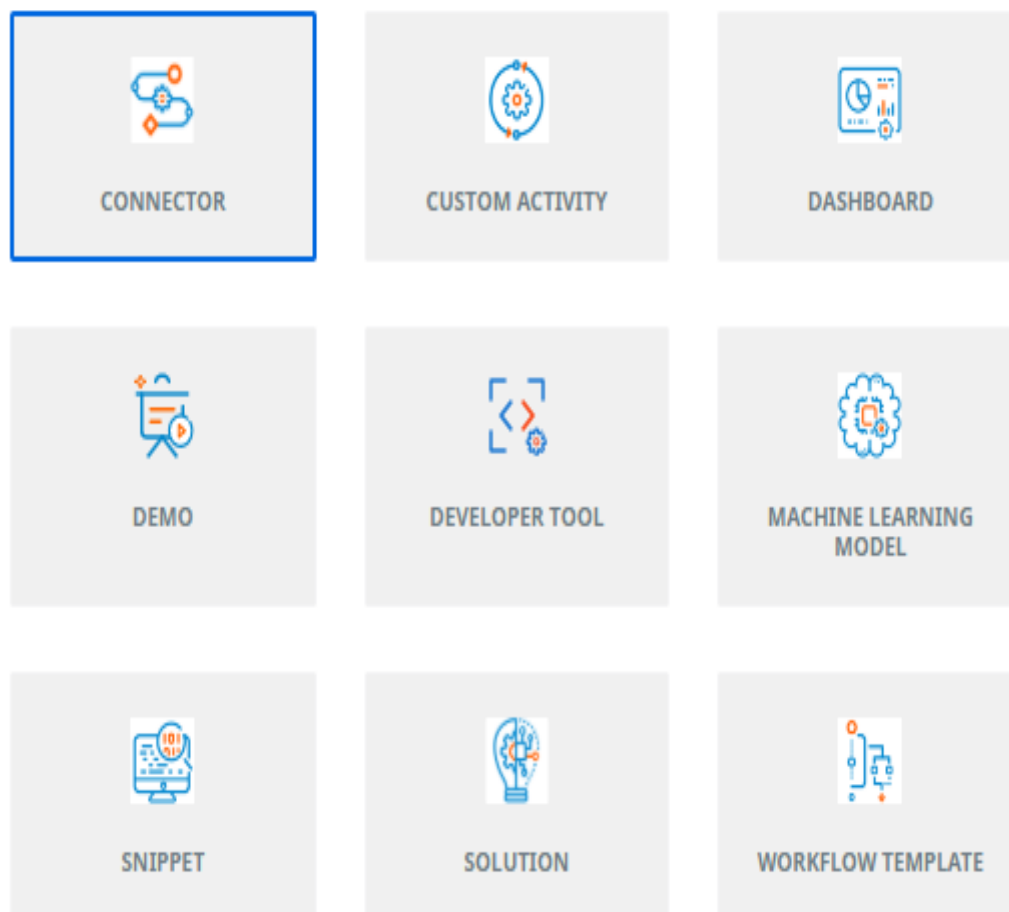 CONNECTOR
CUSTOM ACTIVITY
DASHBOARD
DEMO
DEVELOPER TOOL
MACHINE LEARNING
MODEL
SNIPPET
SOLUTION
WORKFLOW TEMPLATE